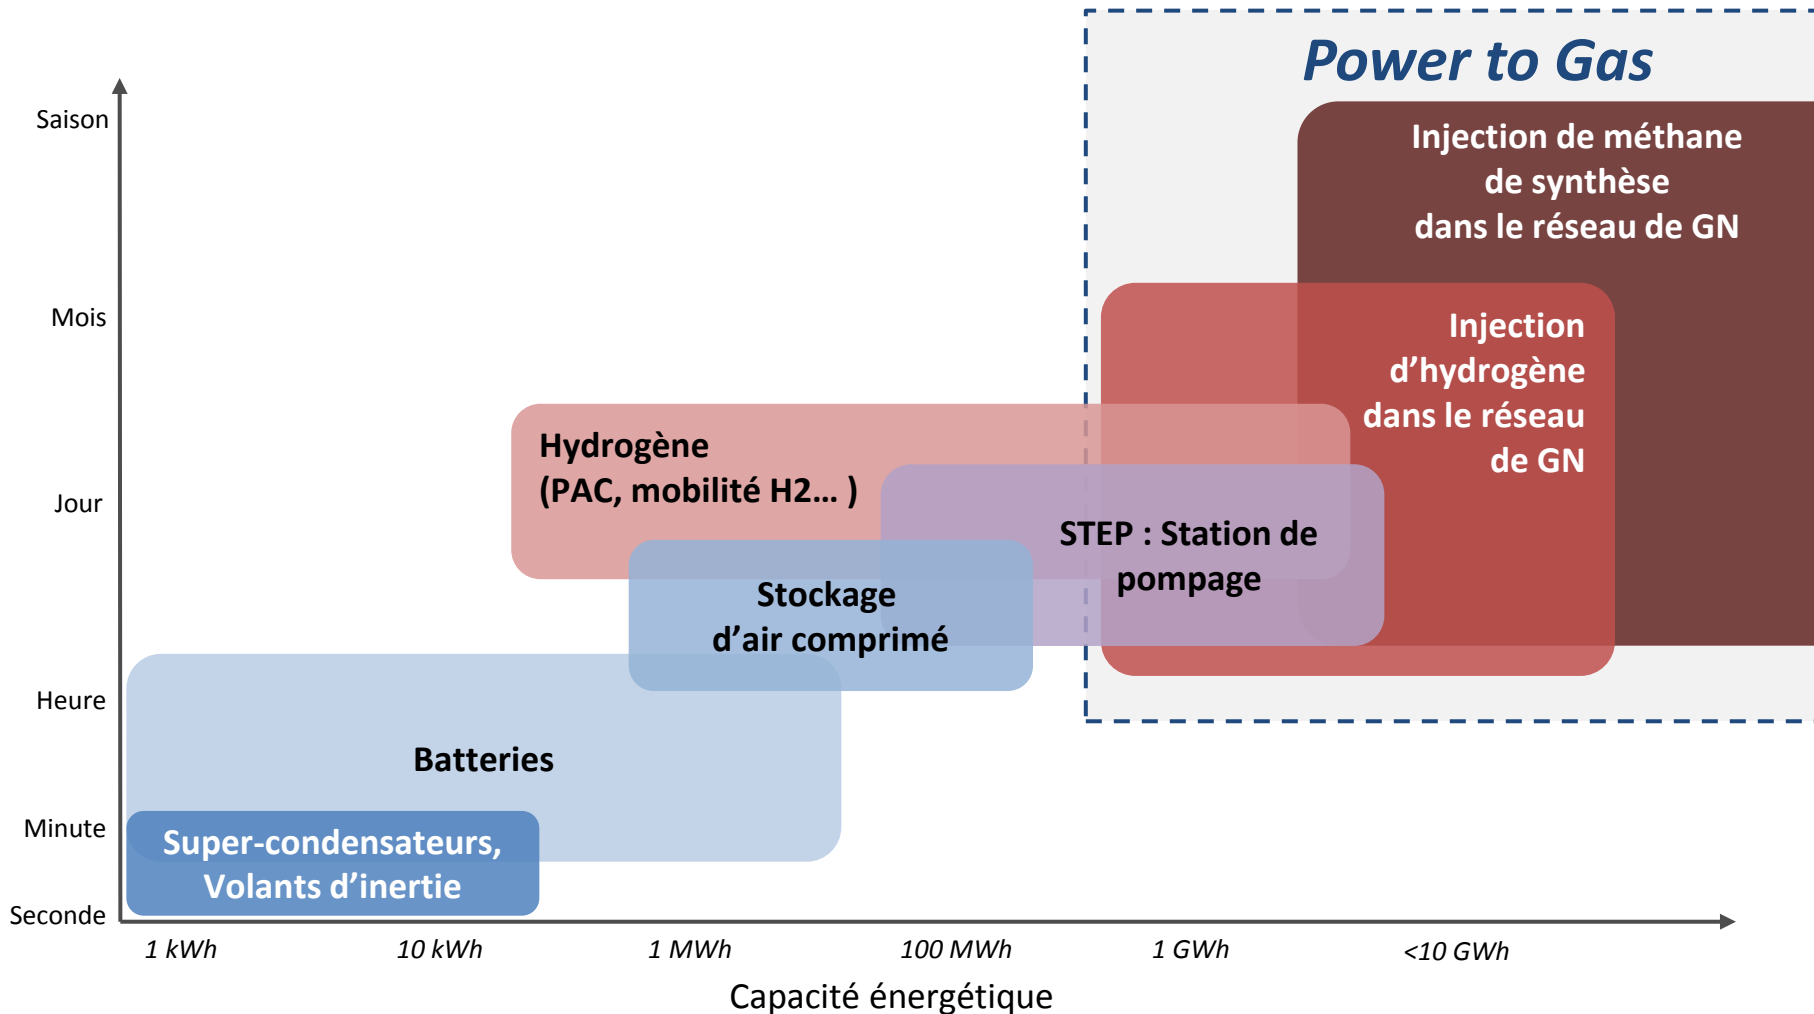 Power to Gas
Saison
Injection de méthane
de synthèse
dans le réseau de GN
Mois
Injection
d’hydrogène
dans le réseau
de GN
Hydrogène
(PAC, mobilité H2… )
Jour
STEP : Station de
pompage
Stockage
d’air comprimé
Heure
Batteries
Minute
Super-condensateurs,
Volants d’inertie
Seconde
1 kWh
10 kWh
1 MWh
100 MWh
1 GWh
<10 GWh
Capacité énergétique